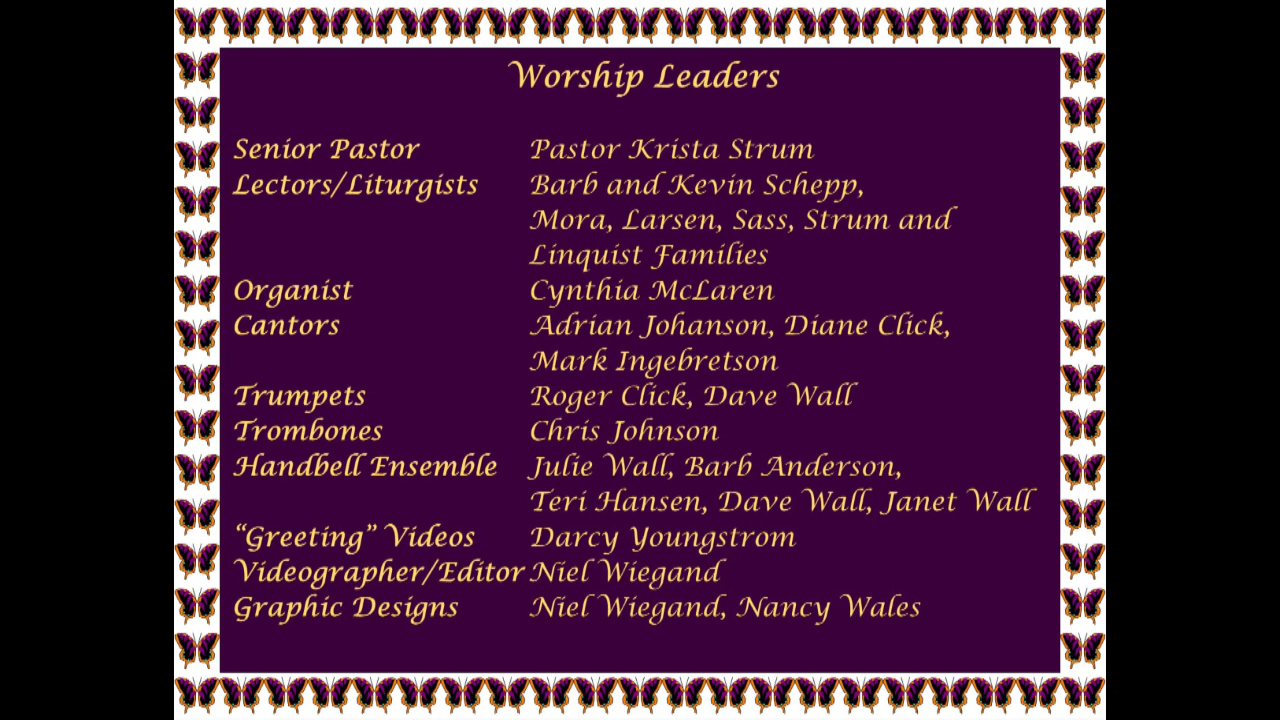 Worship Leaders
Senior Pastor Pastor Krista Strum
Lectors/Liturgists Barb and Kevin Schepp,
Mora, Larsen, Sass, Strum and
Linquist Families
Organist Cynthia McLaren
Cantors Adrian Johanson, Diane Click,
Mark Ingebretson
Trumpets Roger Click, Dave Wall
Trombones Chris Johnson
Handbell Ensemble Julie Wall, Barb Anderson,
Teri Hansen, Dave Wall, Janet Wall
“Greeting” Videos Darcy Youngstrom
Videographer/Editor Niel Wiegand
Graphic Designs Niel Wiegand, Nancy Wales